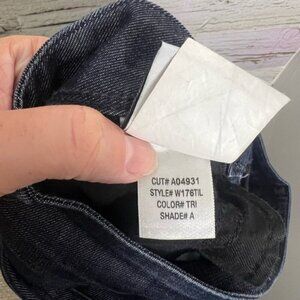 CUT# A04931
STYLE# W176TIL
COLOR# TRI
SHADE# A